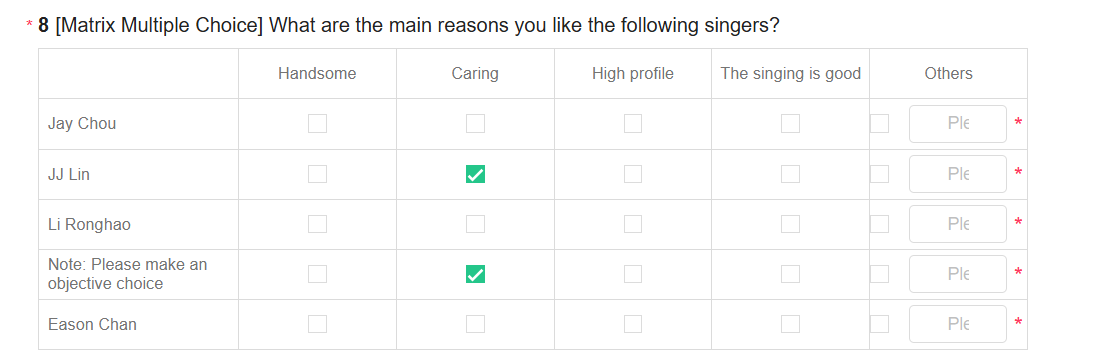 * 8 [Matrix Multiple Choice] What are the main reasons you like the following singers?
Handsome Caring High profile The singing is good Others
Jay Chou Ple *
JJ Lin Ple *
Li Ronghao Ple *
Note: Please make an
objective choice Ple *
Eason Chan Ple *